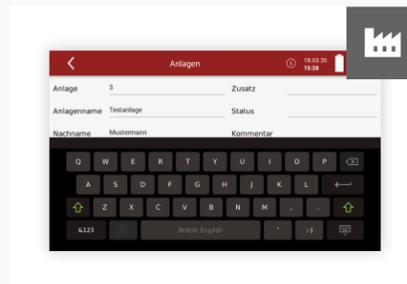 Anlagen
18.03.20
15:28
Anlage 3 Zusatz
Anlagenname Testanlage Status
Nachname Mustermann Kommentar
Q W E R T Y U I O P
A S D F G H J K L
Z X C V B N M , .
&123 British English ' :-)